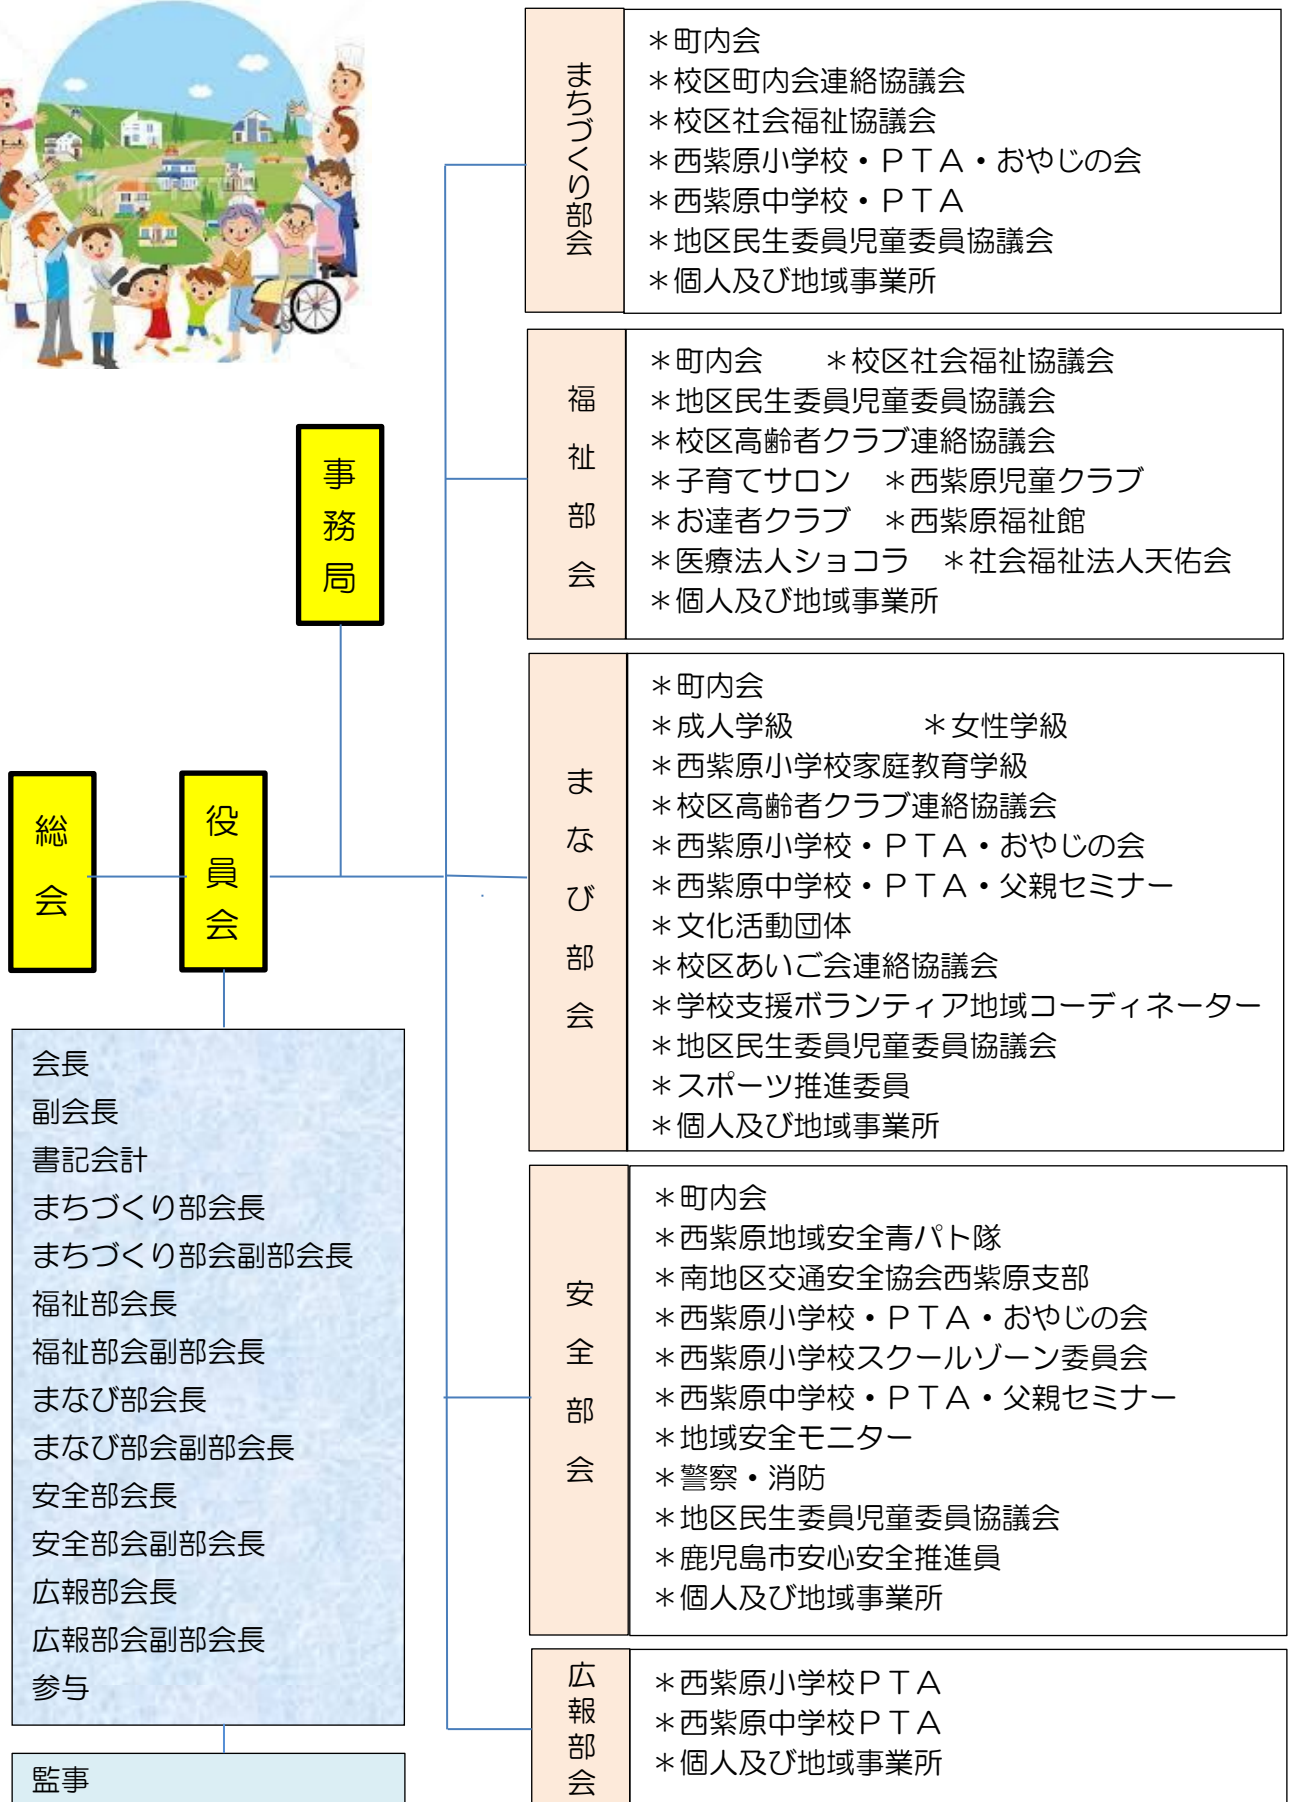 まちづくり部会
＊町内会
＊校区町内会連絡協議会
＊校区社会福祉協議会
＊西紫原小学校・ＰＴＡ・おやじの会
＊西紫原中学校・ＰＴＡ
＊地区民生委員児童委員協議会
＊個人及び地域事業所
福祉部会
＊町内会　　＊校区社会福祉協議会
＊地区民生委員児童委員協議会
＊校区高齢者クラブ連絡協議会
＊子育てサロン　＊西紫原児童クラブ
＊お達者クラブ　＊西紫原福祉館
＊医療法人ショコラ　＊社会福祉法人天佑会
＊個人及び地域事業所
事務局
総会
役員会
まなび部会
＊町内会
＊成人学級　　　　＊女性学級
＊西紫原小学校家庭教育学級
＊校区高齢者クラブ連絡協議会
＊西紫原小学校・ＰＴＡ・おやじの会
＊西紫原中学校・ＰＴＡ・父親セミナー
＊文化活動団体
＊校区あいご会連絡協議会
＊学校支援ボランティア地域コーディネーター
＊地区民生委員児童委員協議会
＊スポーツ推進委員
＊個人及び地域事業所
会長
副会長
書記会計
まちづくり部会長
まちづくり部会副部会長
福祉部会長
福祉部会副部会長
まなび部会長
まなび部会副部会長
安全部会長
安全部会副部会長
広報部会長
広報部会副部会長
参与
監事
安全部会
＊町内会
＊西紫原地域安全青パト隊
＊南地区交通安全協会西紫原支部
＊西紫原小学校・ＰＴＡ・おやじの会
＊西紫原小学校スクールゾーン委員会
＊西紫原中学校・ＰＴＡ・父親セミナー
＊地域安全モニター
＊警察・消防
＊地区民生委員児童委員協議会
＊鹿児島市安心安全推進員
＊個人及び地域事業所
広報部会
＊西紫原小学校ＰＴＡ
＊西紫原中学校ＰＴＡ
＊個人及び地域事業所